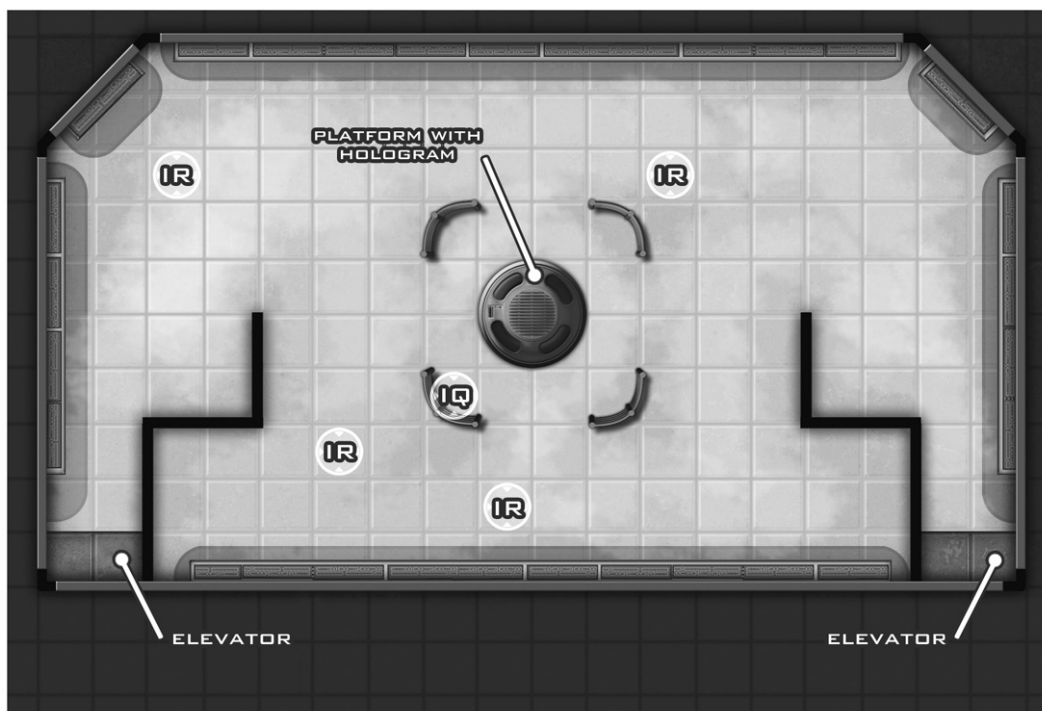 PLATFORM WITH
HOLOGRAM
IR
IR
IQ
IR
IR
ELEVATOR
ELEVATOR